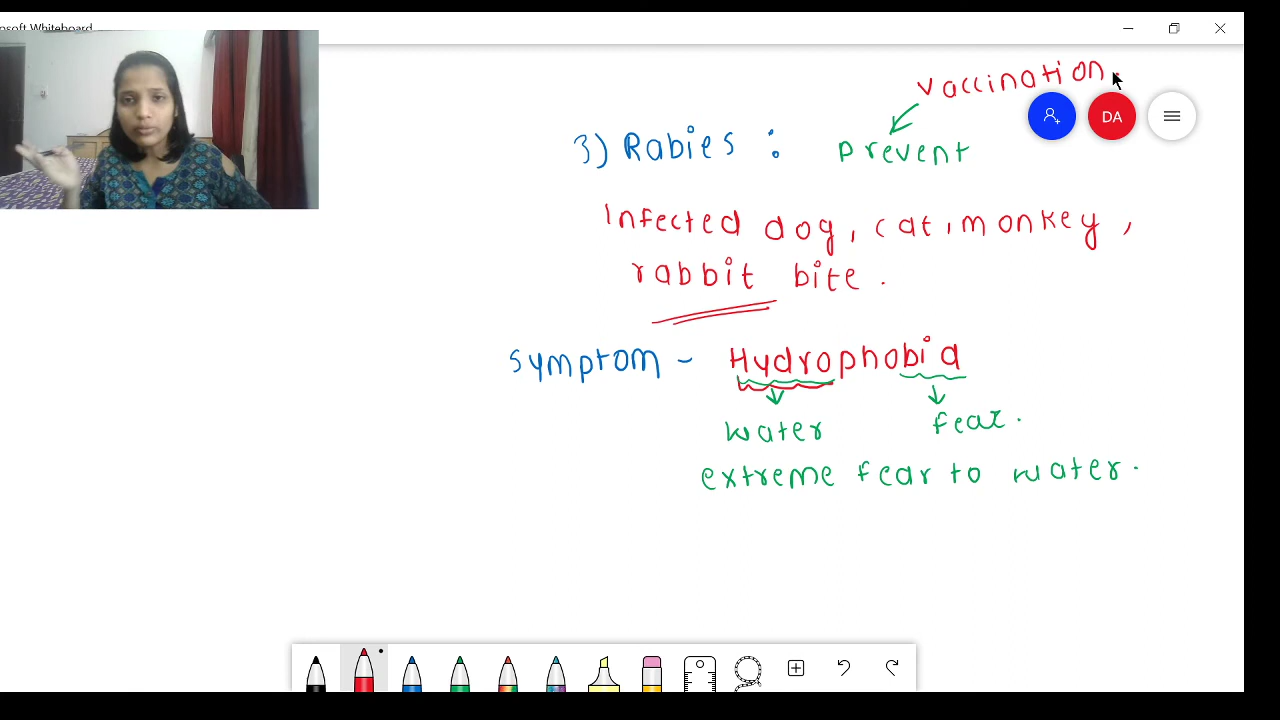 osoft Whiteboard
vaccination.
3) Rabies : prevent
DA
Infected dog, cat, monkey,
rabbit bite.
Symptom - Hydrophobia
water fear.
extreme fear to water.